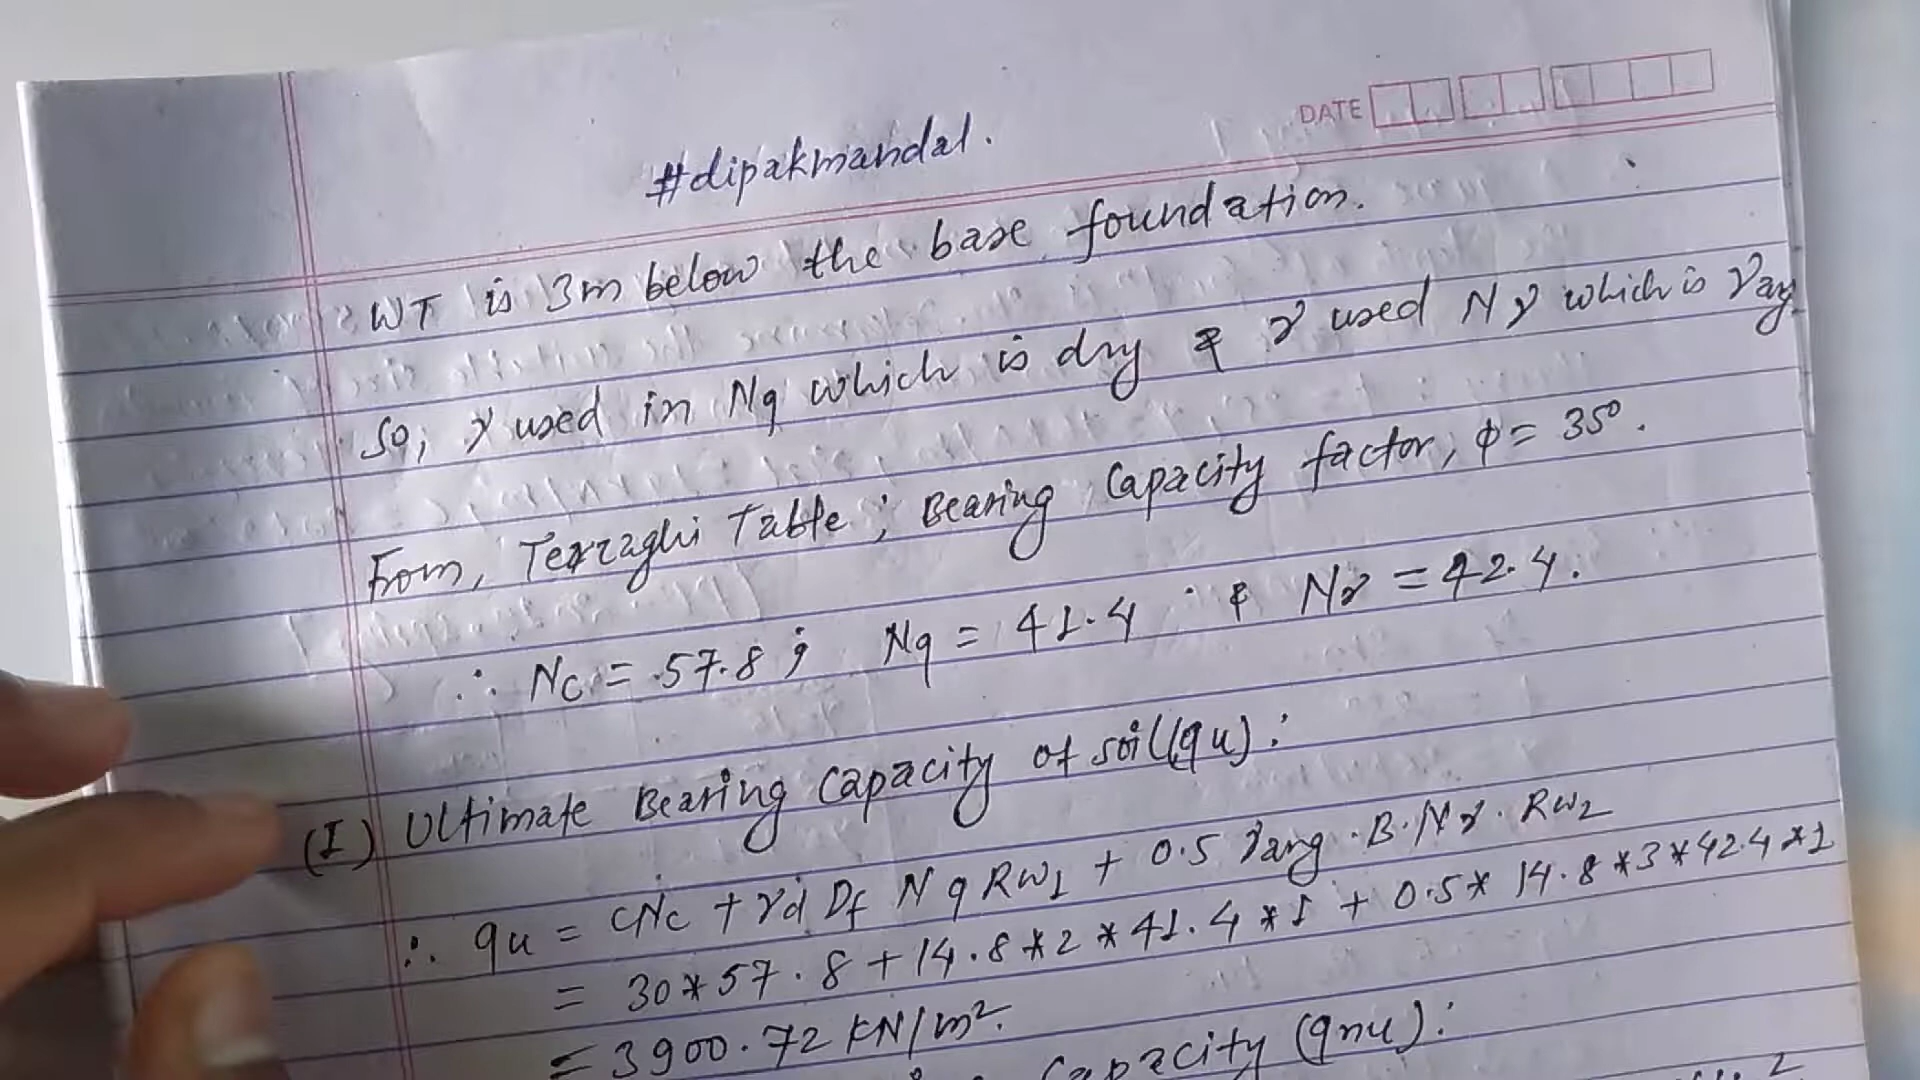 DATE
#dipakmandal.
WT is 3m below the base foundation.
So, γ used in Nq which is dry & γ used Nγ which is γavg.
From, Terzaghi Table; Bearing Capacity factor, φ = 35°.
∴ Nc = 57.8; Nq = 41.4 & Nγ = 42.4.
(I) Ultimate Bearing Capacity of soil(qu):
∴ qu = CNc + γd Df Nq RW1 + 0.5 γavg · B · Nγ · RW2
= 30*57.8 + 14.8*2*41.4*1 + 0.5*14.8*3*42.4*1
= 3900.72 KN/m².
Capacity (qnu):